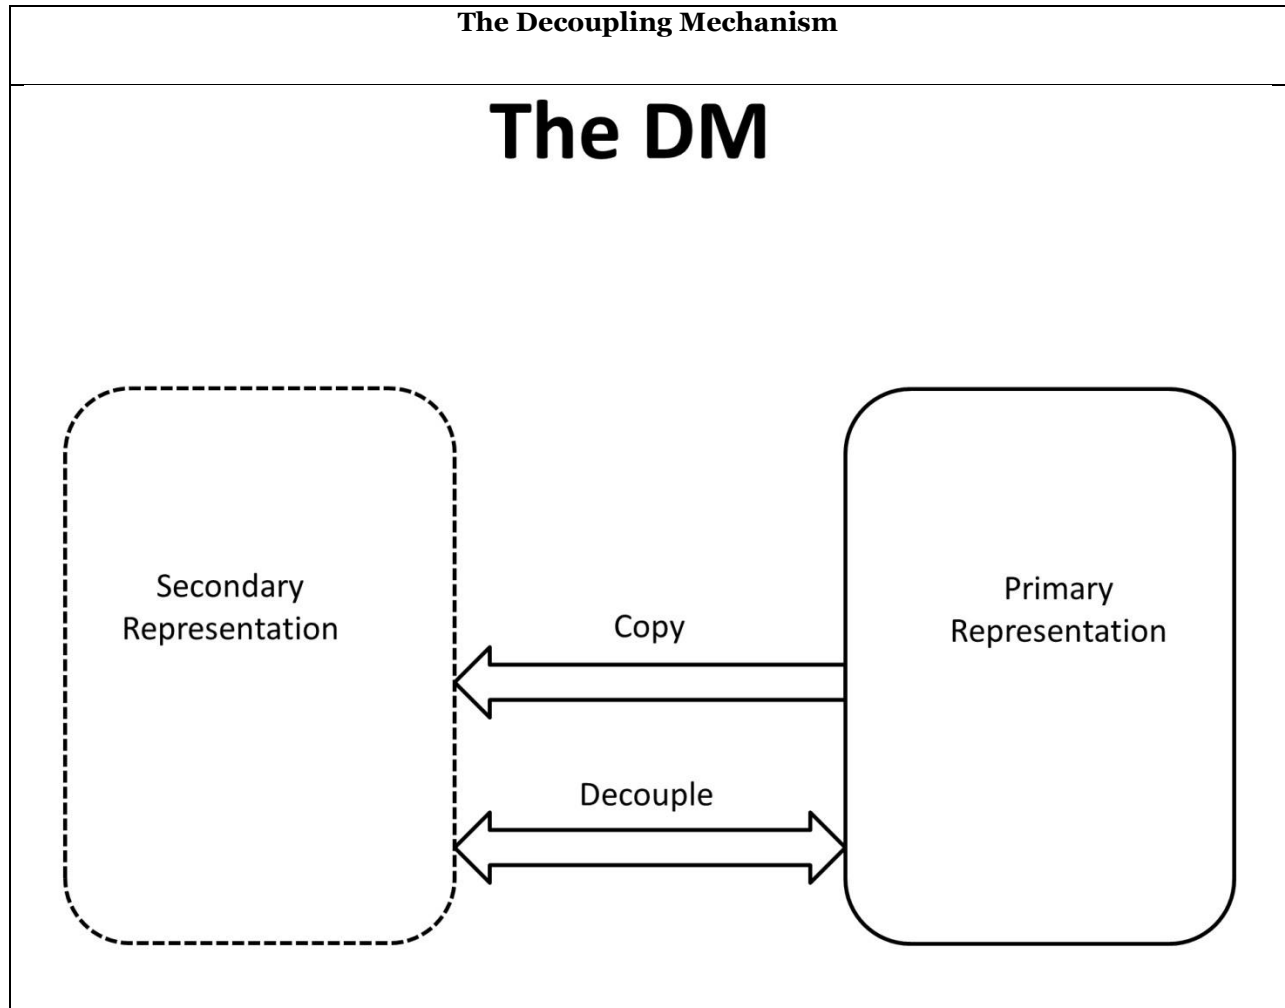 The Decoupling Mechanism
The DM
Secondary
Representation
Copy
Primary
Representation
Decouple